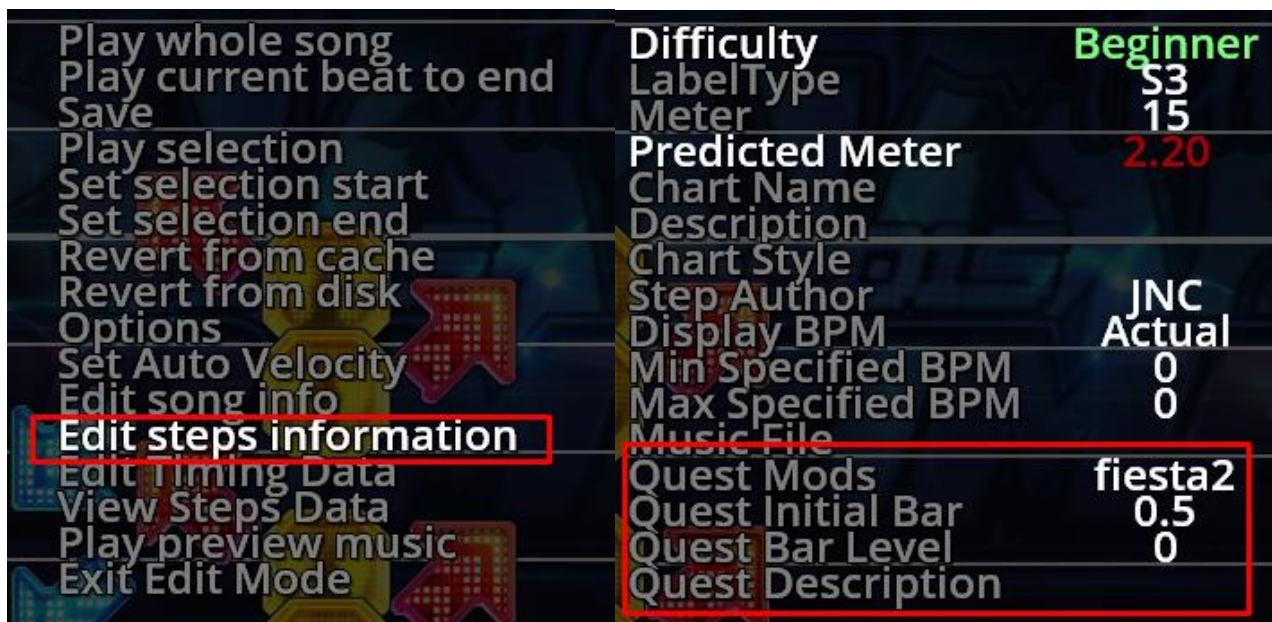 Play whole song
Play current beat to end
Save
Play selection
Set selection start
Set selection end
Revert from cache
Revert from disk
Options
Set Auto Velocity
Edit song info
Edit steps information
Edit Timing Data
View Steps Data
Play preview music
Exit Edit Mode
Difficulty Beginner
LabelType S3
Meter 15
Predicted Meter 2.20
Chart Name
Description
Chart Style
Step Author JNC
Display BPM Actual
Min Specified BPM 0
Max Specified BPM 0
Music File
Quest Mods fiesta2
Quest Initial Bar 0.5
Quest Bar Level 0
Quest Description